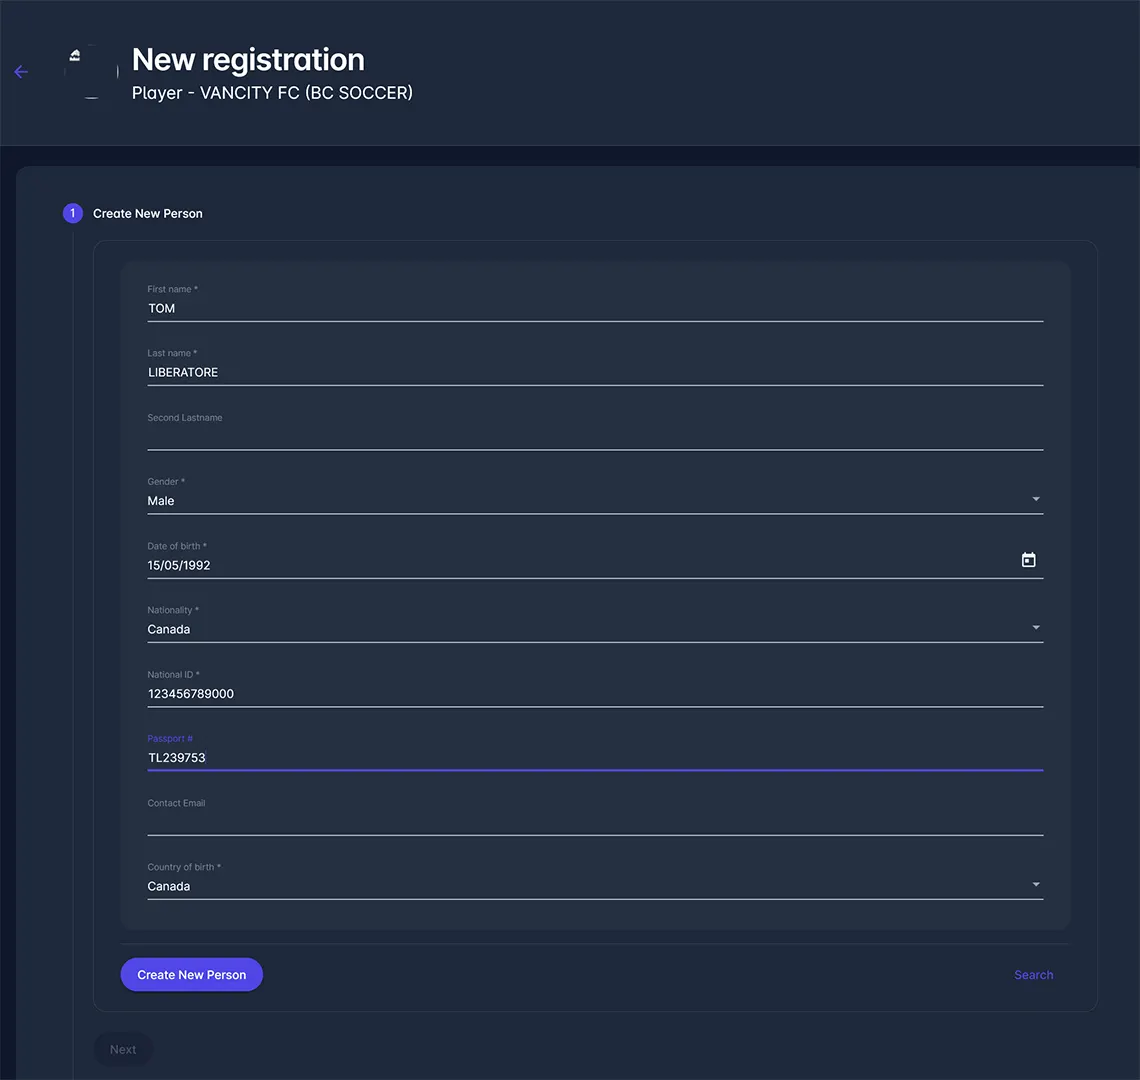 New registration
Player - VANCITY FC (BC SOCCER)
1 Create New Person
First name *
TOM
Last name *
LIBERATORE
Second Lastname
Gender *
Male
Date of birth *
15/05/1992
Nationality *
Canada
National ID *
123456789000
Passport #
TL239753
Contact Email
Country of birth *
Canada
Create New Person Search
Next